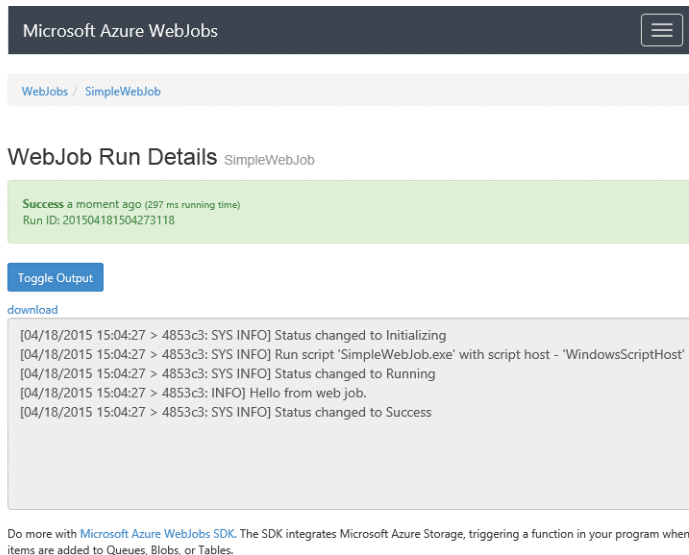 Microsoft Azure WebJobs
WebJobs / SimpleWebJob
WebJob Run Details SimpleWebJob
Success a moment ago (297 ms running time)
Run ID: 201504181504273118
Toggle Output
download
[04/18/2015 15:04:27 > 4853c3: SYS INFO] Status changed to Initializing
[04/18/2015 15:04:27 > 4853c3: SYS INFO] Run script 'SimpleWebJob.exe' with script host - 'WindowsScriptHost'
[04/18/2015 15:04:27 > 4853c3: SYS INFO] Status changed to Running
[04/18/2015 15:04:27 > 4853c3: INFO] Hello from web job.
[04/18/2015 15:04:27 > 4853c3: SYS INFO] Status changed to Success
Do more with Microsoft Azure WebJobs SDK. The SDK integrates Microsoft Azure Storage, triggering a function in your program when
items are added to Queues, Blobs, or Tables.